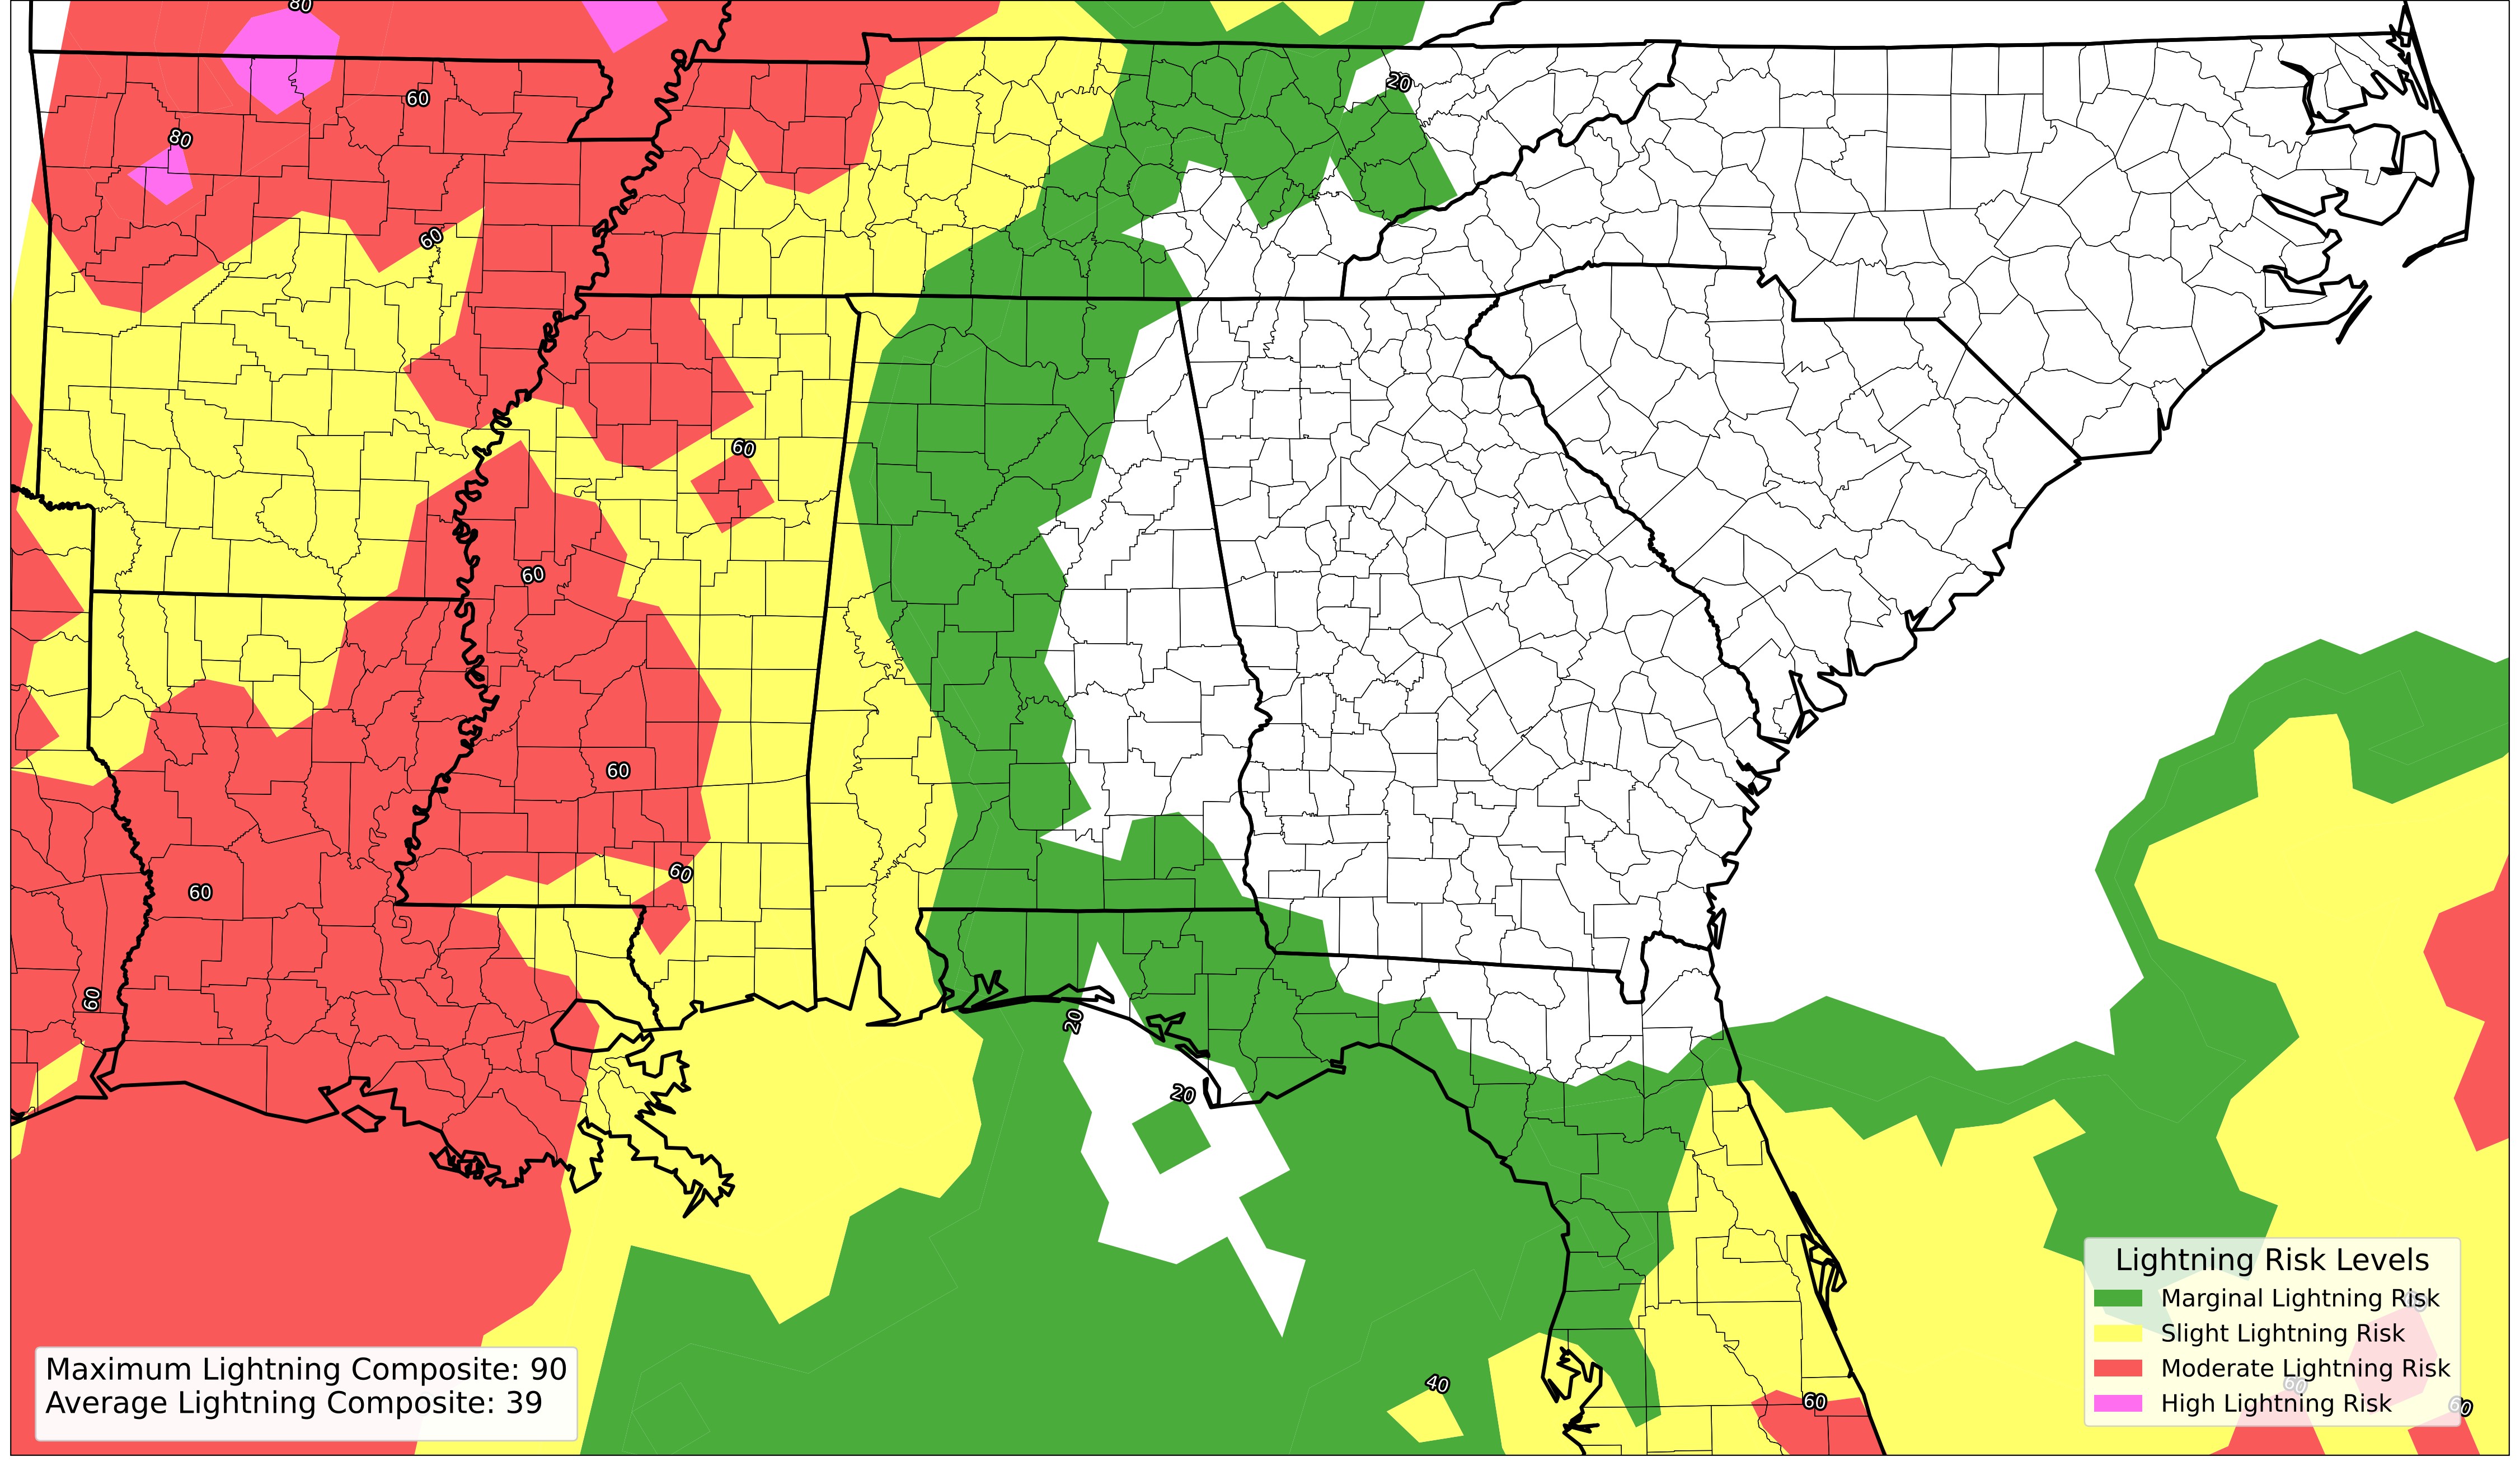 80
20
60
80
60
60
60
60
60
60
60
20
20
40
60
60
60
Lightning Risk Levels
Marginal Lightning Risk
Slight Lightning Risk
Moderate Lightning Risk
High Lightning Risk
Maximum Lightning Composite: 90
Average Lightning Composite: 39